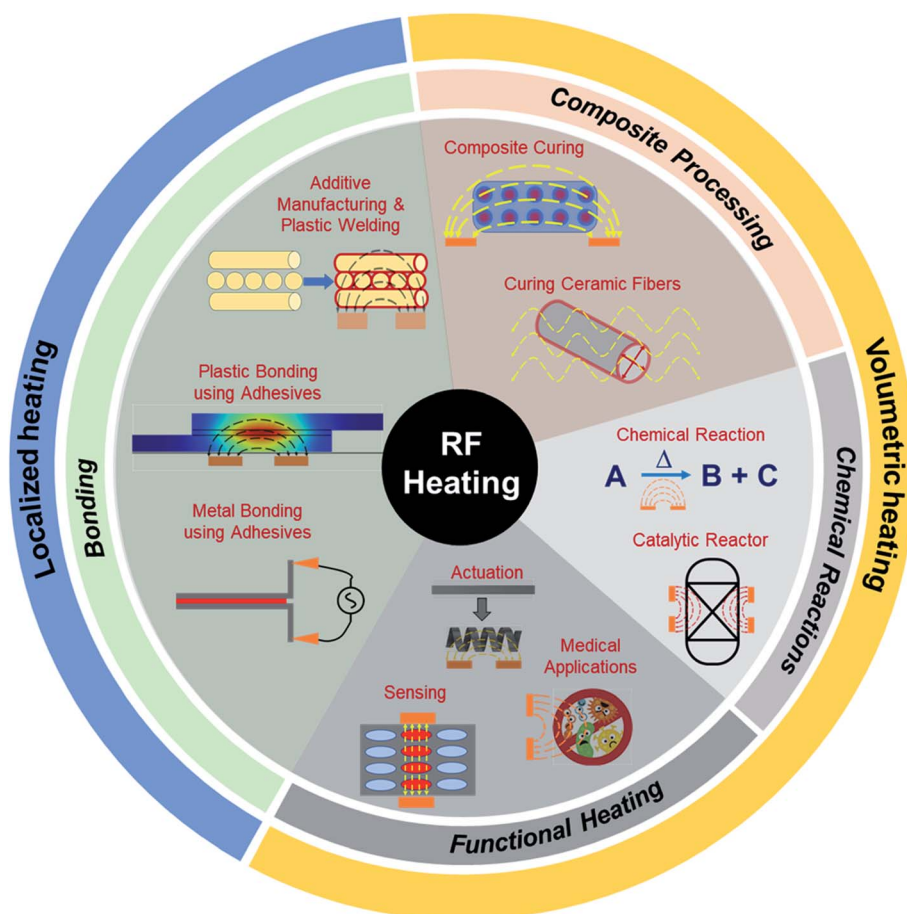 RF
Heating
Localized heating
Volumetric heating
Bonding
Additive
Manufacturing &
Plastic Welding
Plastic Bonding
using Adhesives
Metal Bonding
using Adhesives
Composite Processing
Composite Curing
Curing Ceramic Fibers
Chemical Reactions
Chemical Reaction
Δ
A B + C
Catalytic Reactor
Functional Heating
Actuation
Medical
Applications
Sensing